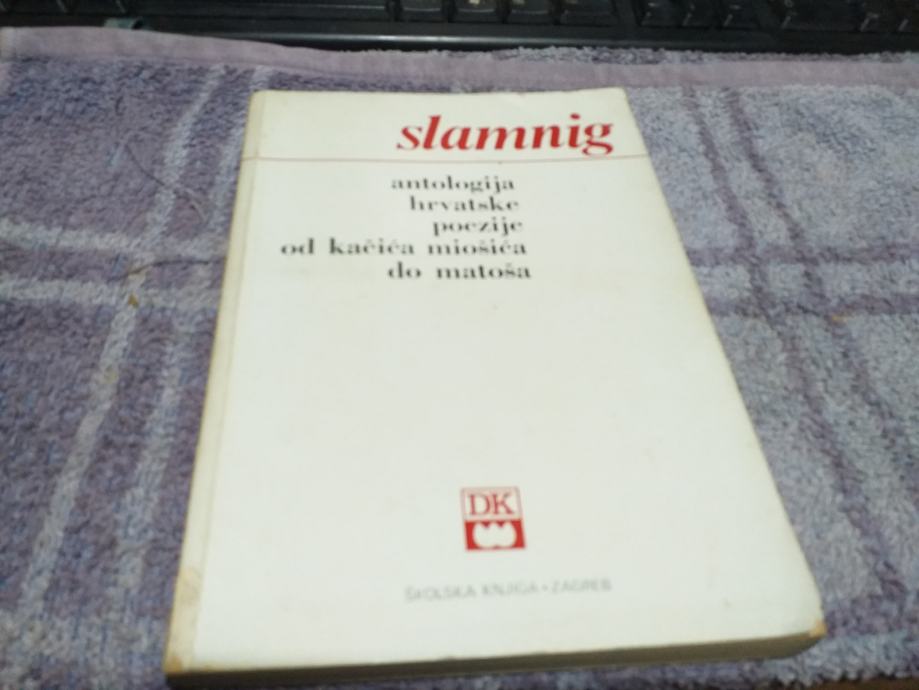 slamnig
antologija
hrvatske
poezije
od kačića miošića
do matoša
DK
ŠKOLSKA KNJIGA • ZAGREB